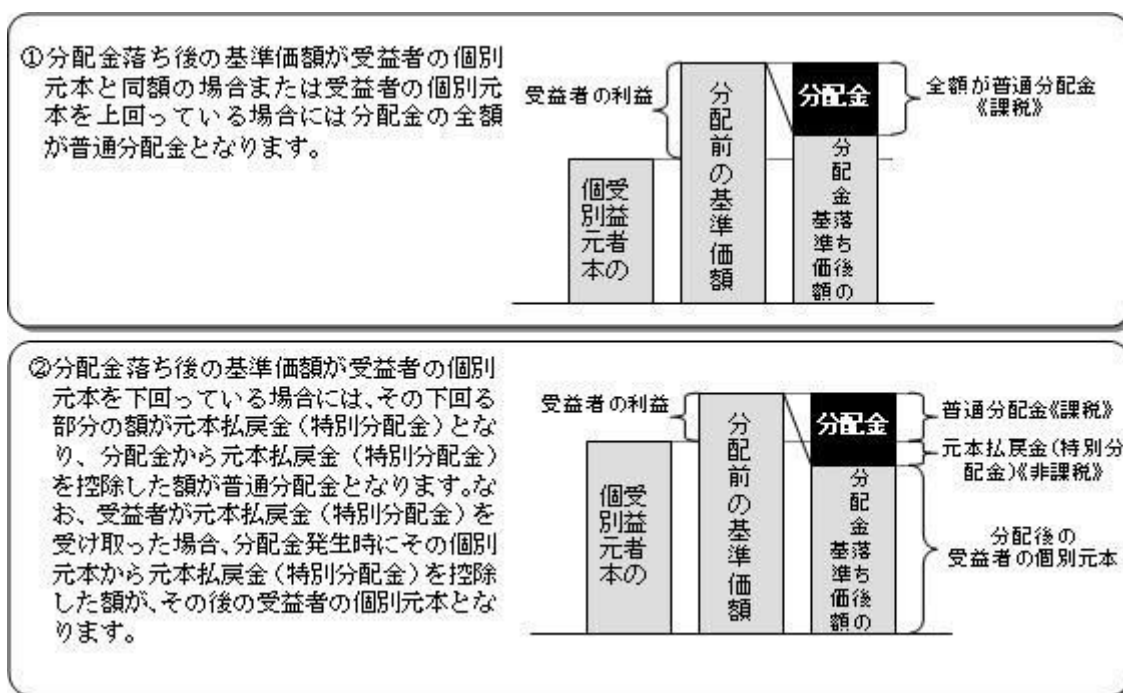 ①分配金落ち後の基準価額が受益者の個別
元本と同額の場合または受益者の個別元
本を上回っている場合には分配金の全額
が普通分配金となります。
受益者の利益
受益者の
個別元本
分配前の基準価額
分配金
分配金落ち後の
基準価額
全額が普通分配金
《課税》
②分配金落ち後の基準価額が受益者の個別
元本を下回っている場合には、その下回る
部分の額が元本払戻金(特別分配金)とな
り、分配金から元本払戻金(特別分配金)
を控除した額が普通分配金となります。な
お、受益者が元本払戻金(特別分配金)を
受け取った場合、分配金発生時にその個別
元本から元本払戻金(特別分配金)を控除
した額が、その後の受益者の個別元本とな
ります。
受益者の利益
受益者の
個別元本
分配前の基準価額
分配金
分配金落ち後の
基準価額
普通分配金《課税》
元本払戻金(特別分
配金)《非課税》
分配後の
受益者の個別元本